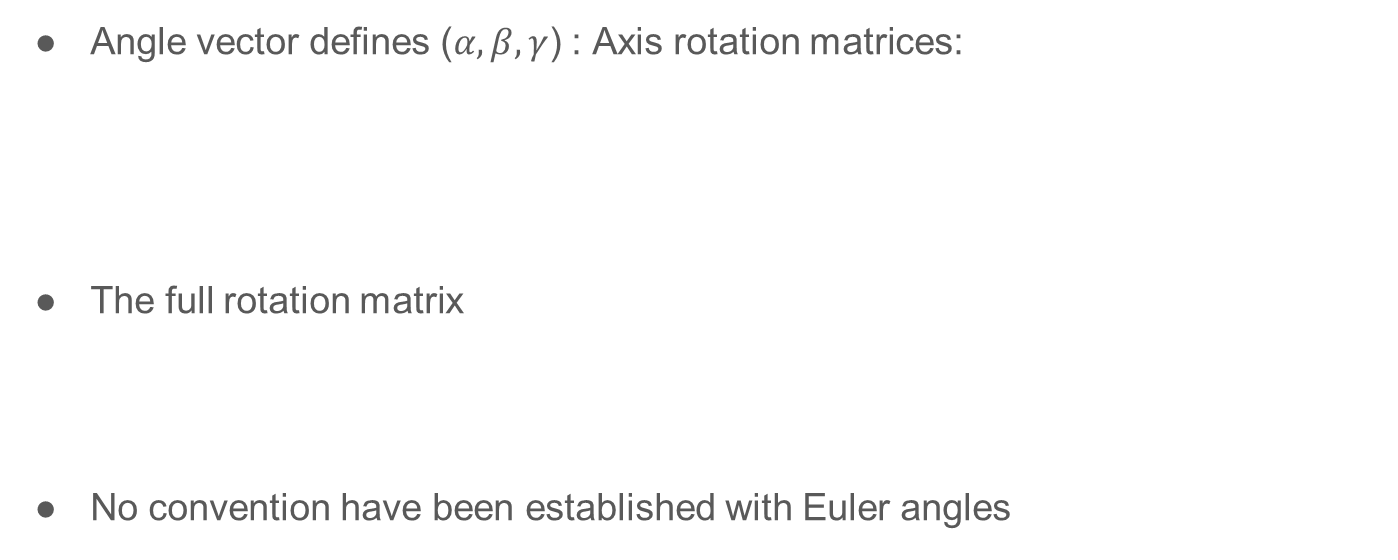 ● Angle vector defines (𝛼, 𝛽, 𝛾) : Axis rotation matrices:
● The full rotation matrix
● No convention have been established with Euler angles